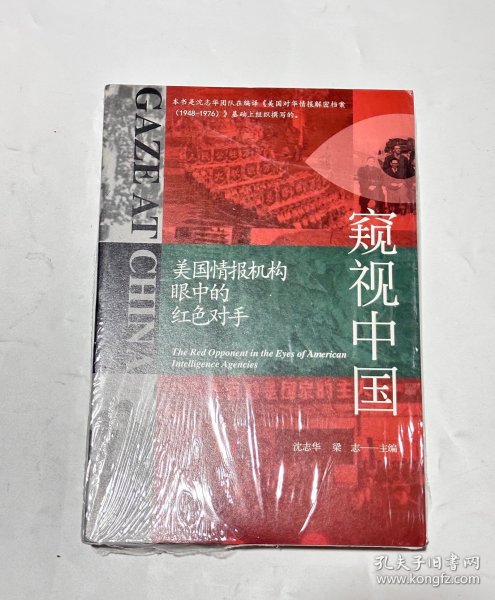 本书是沈志华团队在编译《美国对华情报解密档案
(1948-1976)》基础上组织撰写的。
GAZE AT CHINA
窥视中国
美国情报机构
眼中的
红色对手
The Red Opponent in the Eyes of American
Intelligence Agencies
沈志华 梁 志——主编
孔夫子旧书网
www.kongfz.com